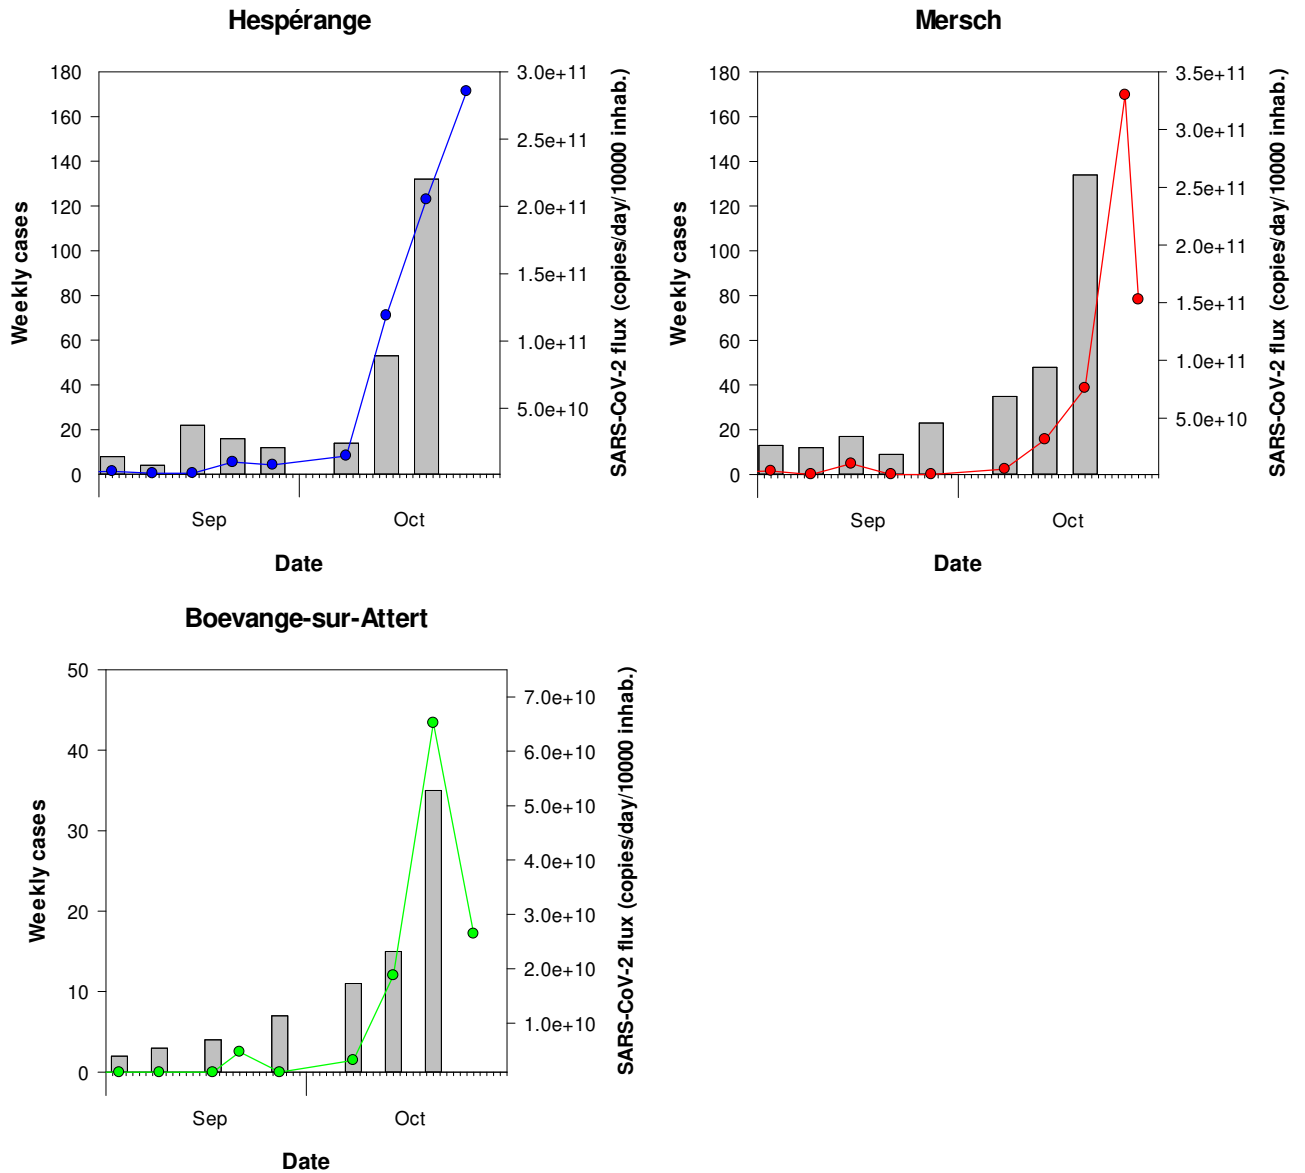 Hespérange
180
160
140
120
100
80
60
40
20
0
Weekly cases
3.0e+11
2.5e+11
2.0e+11
1.5e+11
1.0e+11
5.0e+10
SARS-CoV-2 flux (copies/day/10000 inhab.)
Sep
Oct
Date
Mersch
180
160
140
120
100
80
60
40
20
0
Weekly cases
3.5e+11
3.0e+11
2.5e+11
2.0e+11
1.5e+11
1.0e+11
5.0e+10
SARS-CoV-2 flux (copies/day/10000 inhab.)
Sep
Oct
Date
Boevange-sur-Attert
50
40
30
20
10
0
Weekly cases
7.0e+10
6.0e+10
5.0e+10
4.0e+10
3.0e+10
2.0e+10
1.0e+10
SARS-CoV-2 flux (copies/day/10000 inhab.)
Sep
Oct
Date